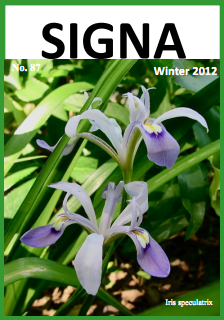 SIGNA
No. 87
Winter 2012
Iris speculatrix